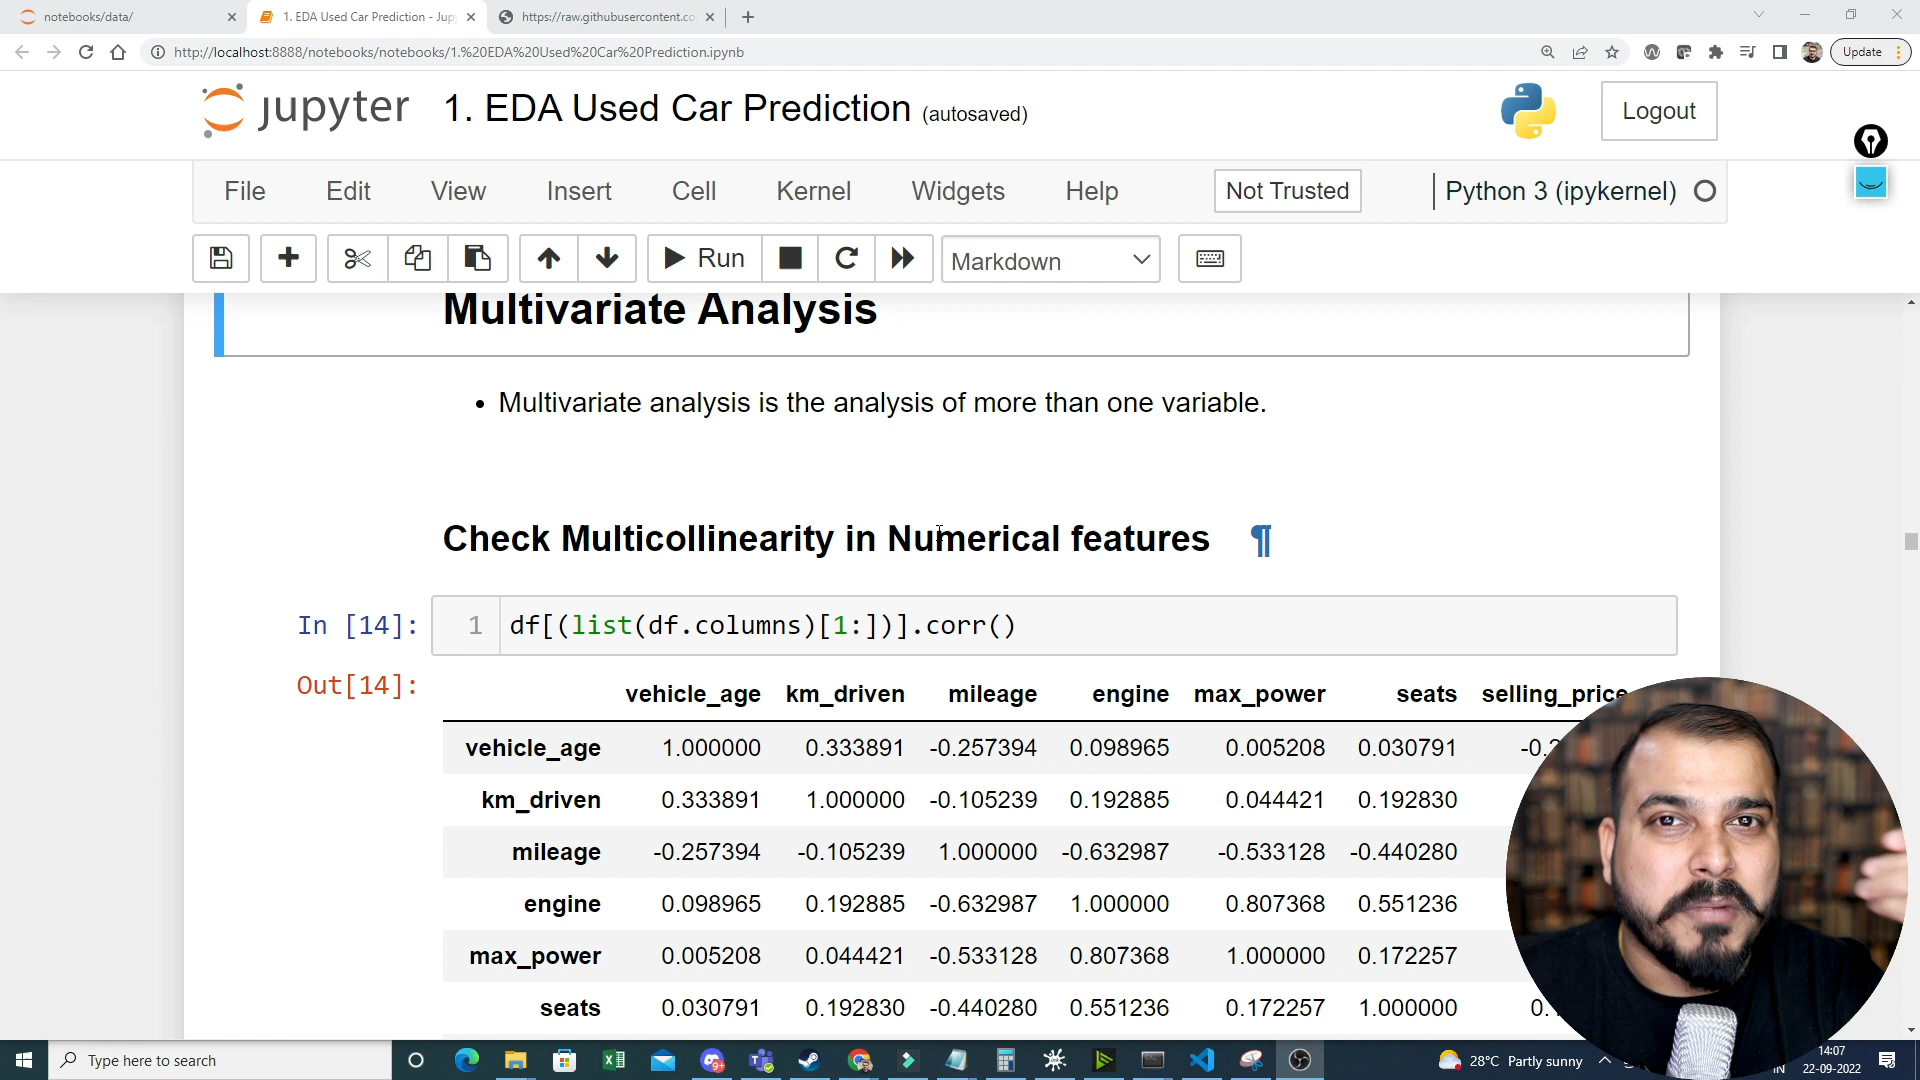 notebooks/data/
1. EDA Used Car Prediction - Jup
https://raw.githubusercontent.co
http://localhost:8888/notebooks/notebooks/1.%20EDA%20Used%20Car%20Prediction.ipynb
Update
jupyter 1. EDA Used Car Prediction (autosaved)
Logout
File Edit View Insert Cell Kernel Widgets Help
Not Trusted
Python 3 (ipykernel)
Run
Markdown
Multivariate Analysis
• Multivariate analysis is the analysis of more than one variable.
Check Multicollinearity in Numerical features ¶
In [14]: 1 df[(list(df.columns)[1:])].corr()
Out[14]:
vehicle_age km_driven mileage engine max_power seats selling_price
vehicle_age 1.000000 0.333891 -0.257394 0.098965 0.005208 0.030791
km_driven 0.333891 1.000000 -0.105239 0.192885 0.044421 0.192830
mileage -0.257394 -0.105239 1.000000 -0.632987 -0.533128 -0.440280
engine 0.098965 0.192885 -0.632987 1.000000 0.807368 0.551236
max_power 0.005208 0.044421 -0.533128 0.807368 1.000000 0.172257
seats 0.030791 0.192830 -0.440280 0.551236 0.172257 1.000000
Type here to search
28°C Partly sunny
IN
14:07
22-09-2022